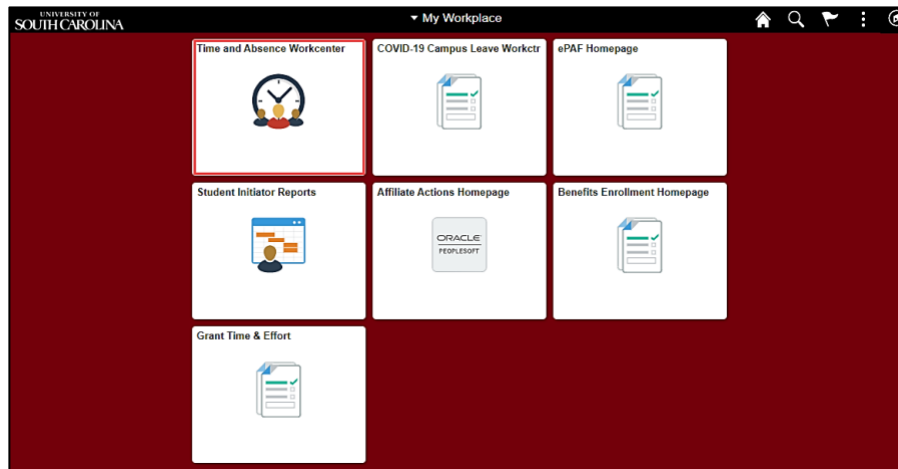 UNIVERSITY OF
SOUTH CAROLINA
My Workplace
Time and Absence Workcenter
COVID-19 Campus Leave Workctr
ePAF Homepage
Student Initiator Reports
Affiliate Actions Homepage
Benefits Enrollment Homepage
ORACLE
PEOPLESOFT
Grant Time & Effort